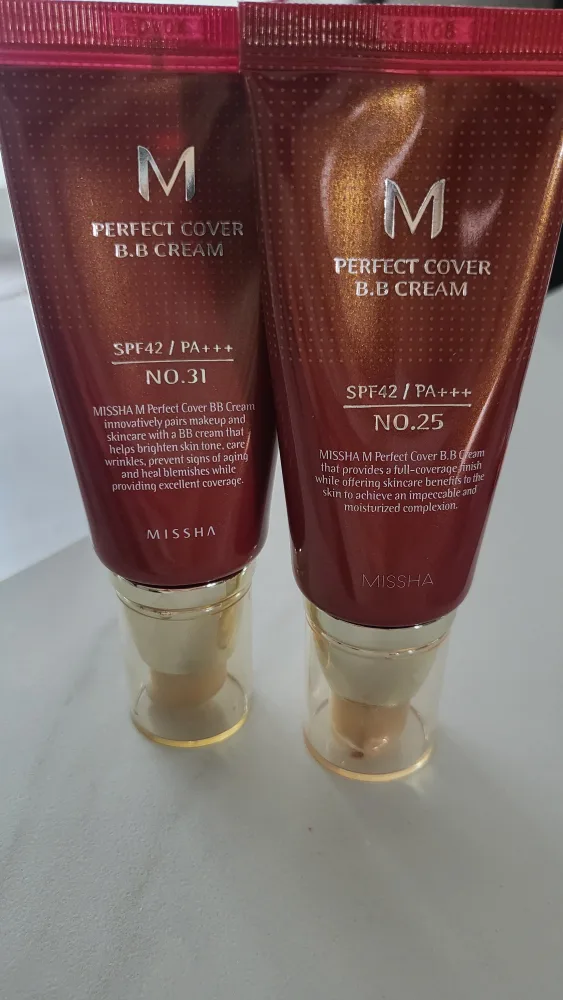 M
PERFECT COVER
B.B CREAM
SPF42 / PA+++
NO.31
MISSHA M Perfect Cover BB Cream
innovatively pairs makeup and
skincare with a BB cream that
helps brighten skin tone, care
wrinkles, prevent signs of aging
and heal blemishes while
providing excellent coverage.
MISSHA
M
PERFECT COVER
B.B CREAM
SPF42 / PA+++
NO.25
MISSHA M Perfect Cover B.B Cream
that provides a full-coverage finish
while offering skincare benefits to the
skin to achieve an impeccable and
moisturized complexion.
MISSHA